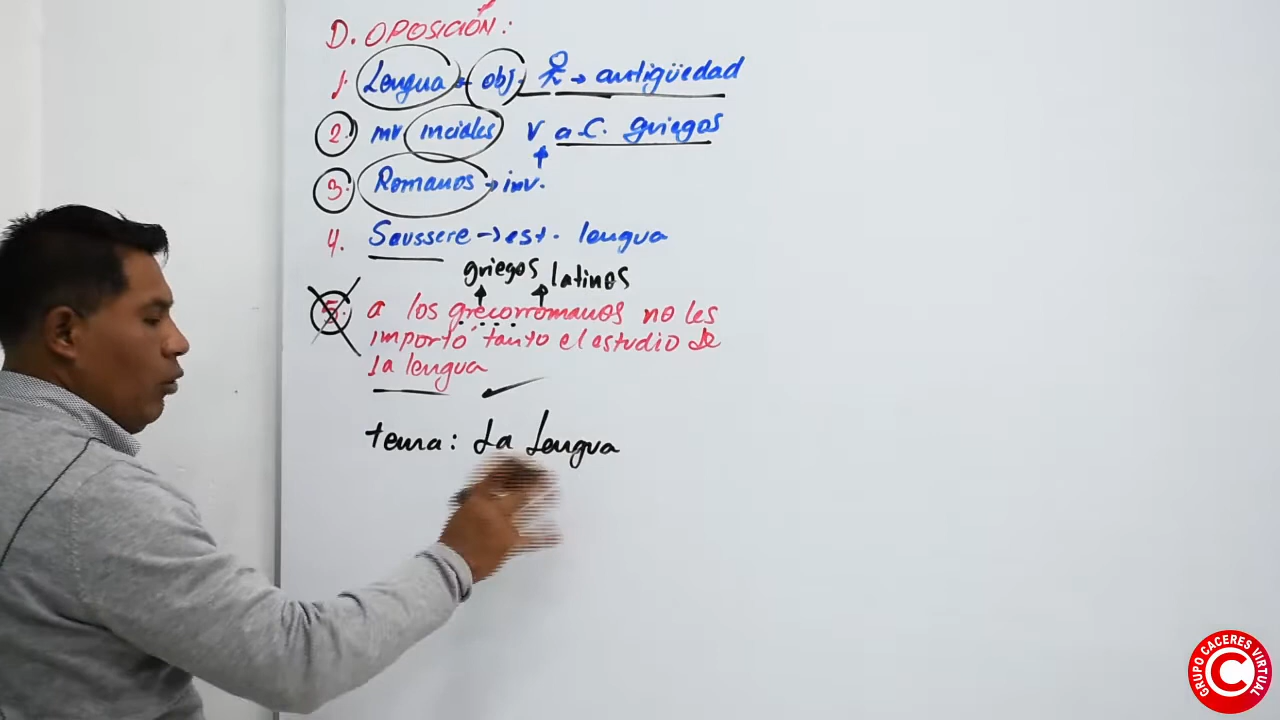 D. OPOSICIÓN:
1. Lengua → obj. → antigüedad
2. inv inciales V a C. griegos
3. Romanos → inv.
4. Saussere → est. lengua
griegos latinos
5. a los grecorromanos no les
importó tanto el estudio de
la lengua
tema: La Lengua
GRUPO CACERES VIRTUAL
C